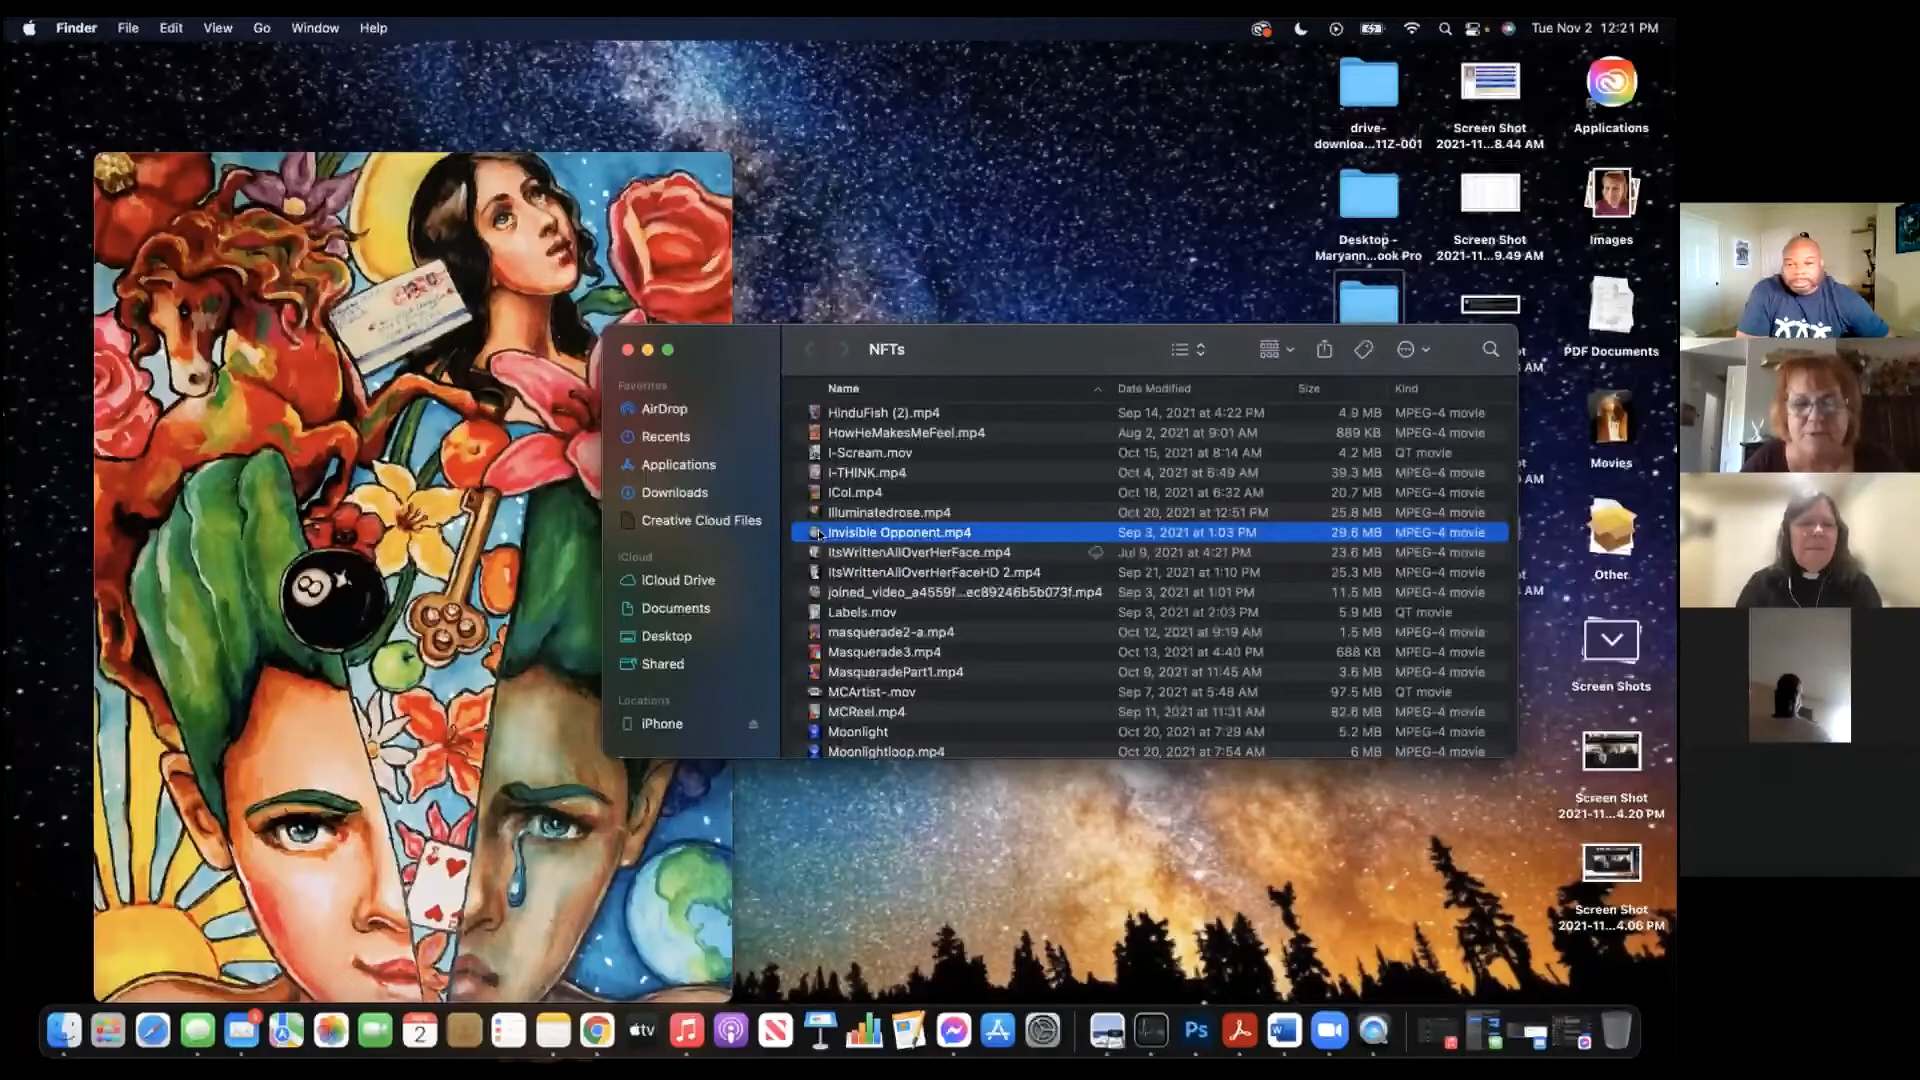 Finder File Edit View Go Window Help
Tue Nov 2 12:21 PM
drive-
downloa...11Z-001
Screen Shot
2021-11...8.44 AM
Applications
Desktop -
Maryann...ook Pro
Screen Shot
2021-11...9.49 AM
Images
PDF Documents
Movies
Other
Screen Shots
Screen Shot
2021-11...4.20 PM
Screen Shot
2021-11...4.06 PM
NFTs
Favorites
AirDrop
Recents
Applications
Downloads
Creative Cloud Files
iCloud
iCloud Drive
Documents
Desktop
Shared
Locations
iPhone
Name Date Modified Size Kind
HinduFish (2).mp4 Sep 14, 2021 at 4:22 PM 4.9 MB MPEG-4 movie
HowHeMakesMeFeel.mp4 Aug 2, 2021 at 9:01 AM 889 KB MPEG-4 movie
I-Scream.mov Oct 15, 2021 at 8:14 AM 4.2 MB QT movie
I-THINK.mp4 Oct 4, 2021 at 6:49 AM 39.3 MB MPEG-4 movie
ICol.mp4 Oct 18, 2021 at 6:32 AM 20.7 MB MPEG-4 movie
Illuminatedrose.mp4 Oct 20, 2021 at 12:51 PM 25.8 MB MPEG-4 movie
Invisible Opponent.mp4 Sep 3, 2021 at 1:03 PM 29.6 MB MPEG-4 movie
ItsWrittenAllOverHerFace.mp4 Jul 9, 2021 at 4:21 PM 23.6 MB MPEG-4 movie
ItsWrittenAllOverHerFaceHD 2.mp4 Sep 21, 2021 at 1:10 PM 25.3 MB MPEG-4 movie
joined_video_a4559f...ec89246b5b073f.mp4 Sep 3, 2021 at 1:01 PM 11.5 MB MPEG-4 movie
Labels.mov Sep 3, 2021 at 2:03 PM 5.9 MB QT movie
masquerade2-a.mp4 Oct 12, 2021 at 9:19 AM 1.5 MB MPEG-4 movie
Masquerade3.mp4 Oct 13, 2021 at 4:40 PM 688 KB MPEG-4 movie
MasqueradePart1.mp4 Oct 9, 2021 at 11:45 AM 3.6 MB MPEG-4 movie
MCArtist-.mov Sep 7, 2021 at 5:48 AM 97.5 MB QT movie
MCReel.mp4 Sep 11, 2021 at 11:31 AM 82.6 MB MPEG-4 movie
Moonlight Oct 20, 2021 at 7:29 AM 5.2 MB MPEG-4 movie
Moonlightloop.mp4 Oct 20, 2021 at 7:54 AM 6 MB MPEG-4 movie
8
2
tv
Ps
W